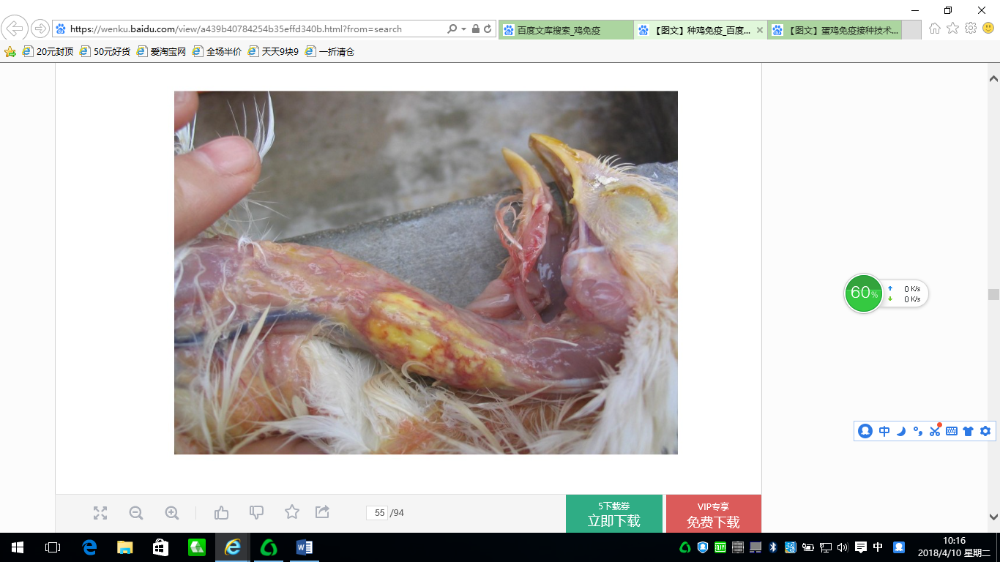 https://wenku.baidu.com/view/a439b40784254b35effd340b.html?from=search
百度文库搜索_鸡免疫
【图文】种鸡免疫_百度...
【图文】蛋鸡免疫接种技术...
20元封顶
50元好货
爱淘宝网
全场半价
天天9块9
一折清仓
60%
0 K/s
0 K/s
中
55 /94
5下载券
立即下载
VIP专享
免费下载
中
10:16
2018/4/10 星期二